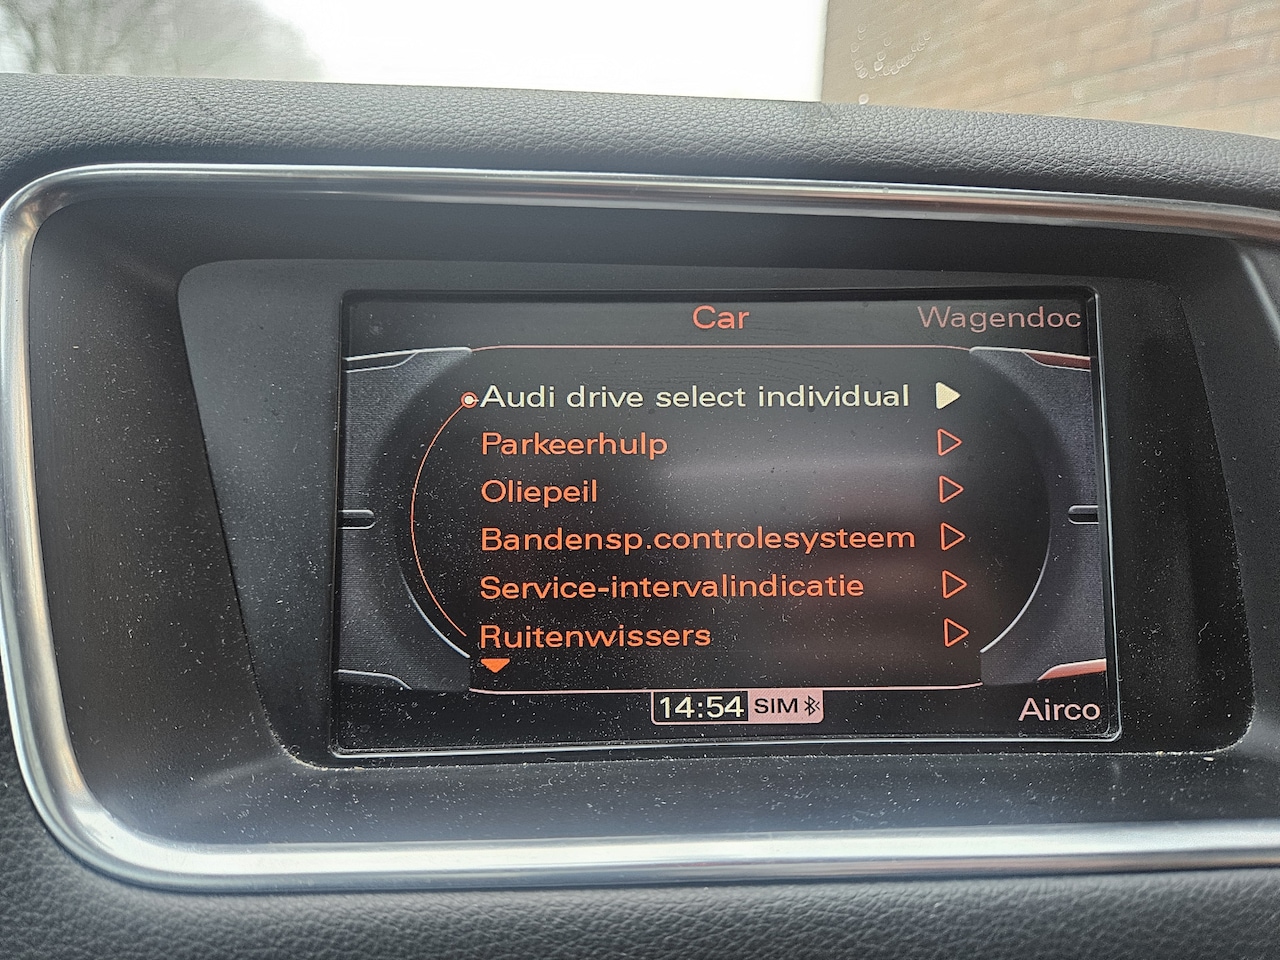 Car
Wagendoc
Audi drive select individual
Parkeerhulp
Oliepeil
Bandensp.controlesysteem
Service-intervalindicatie
Ruitenwissers
14:54 SIM
Airco